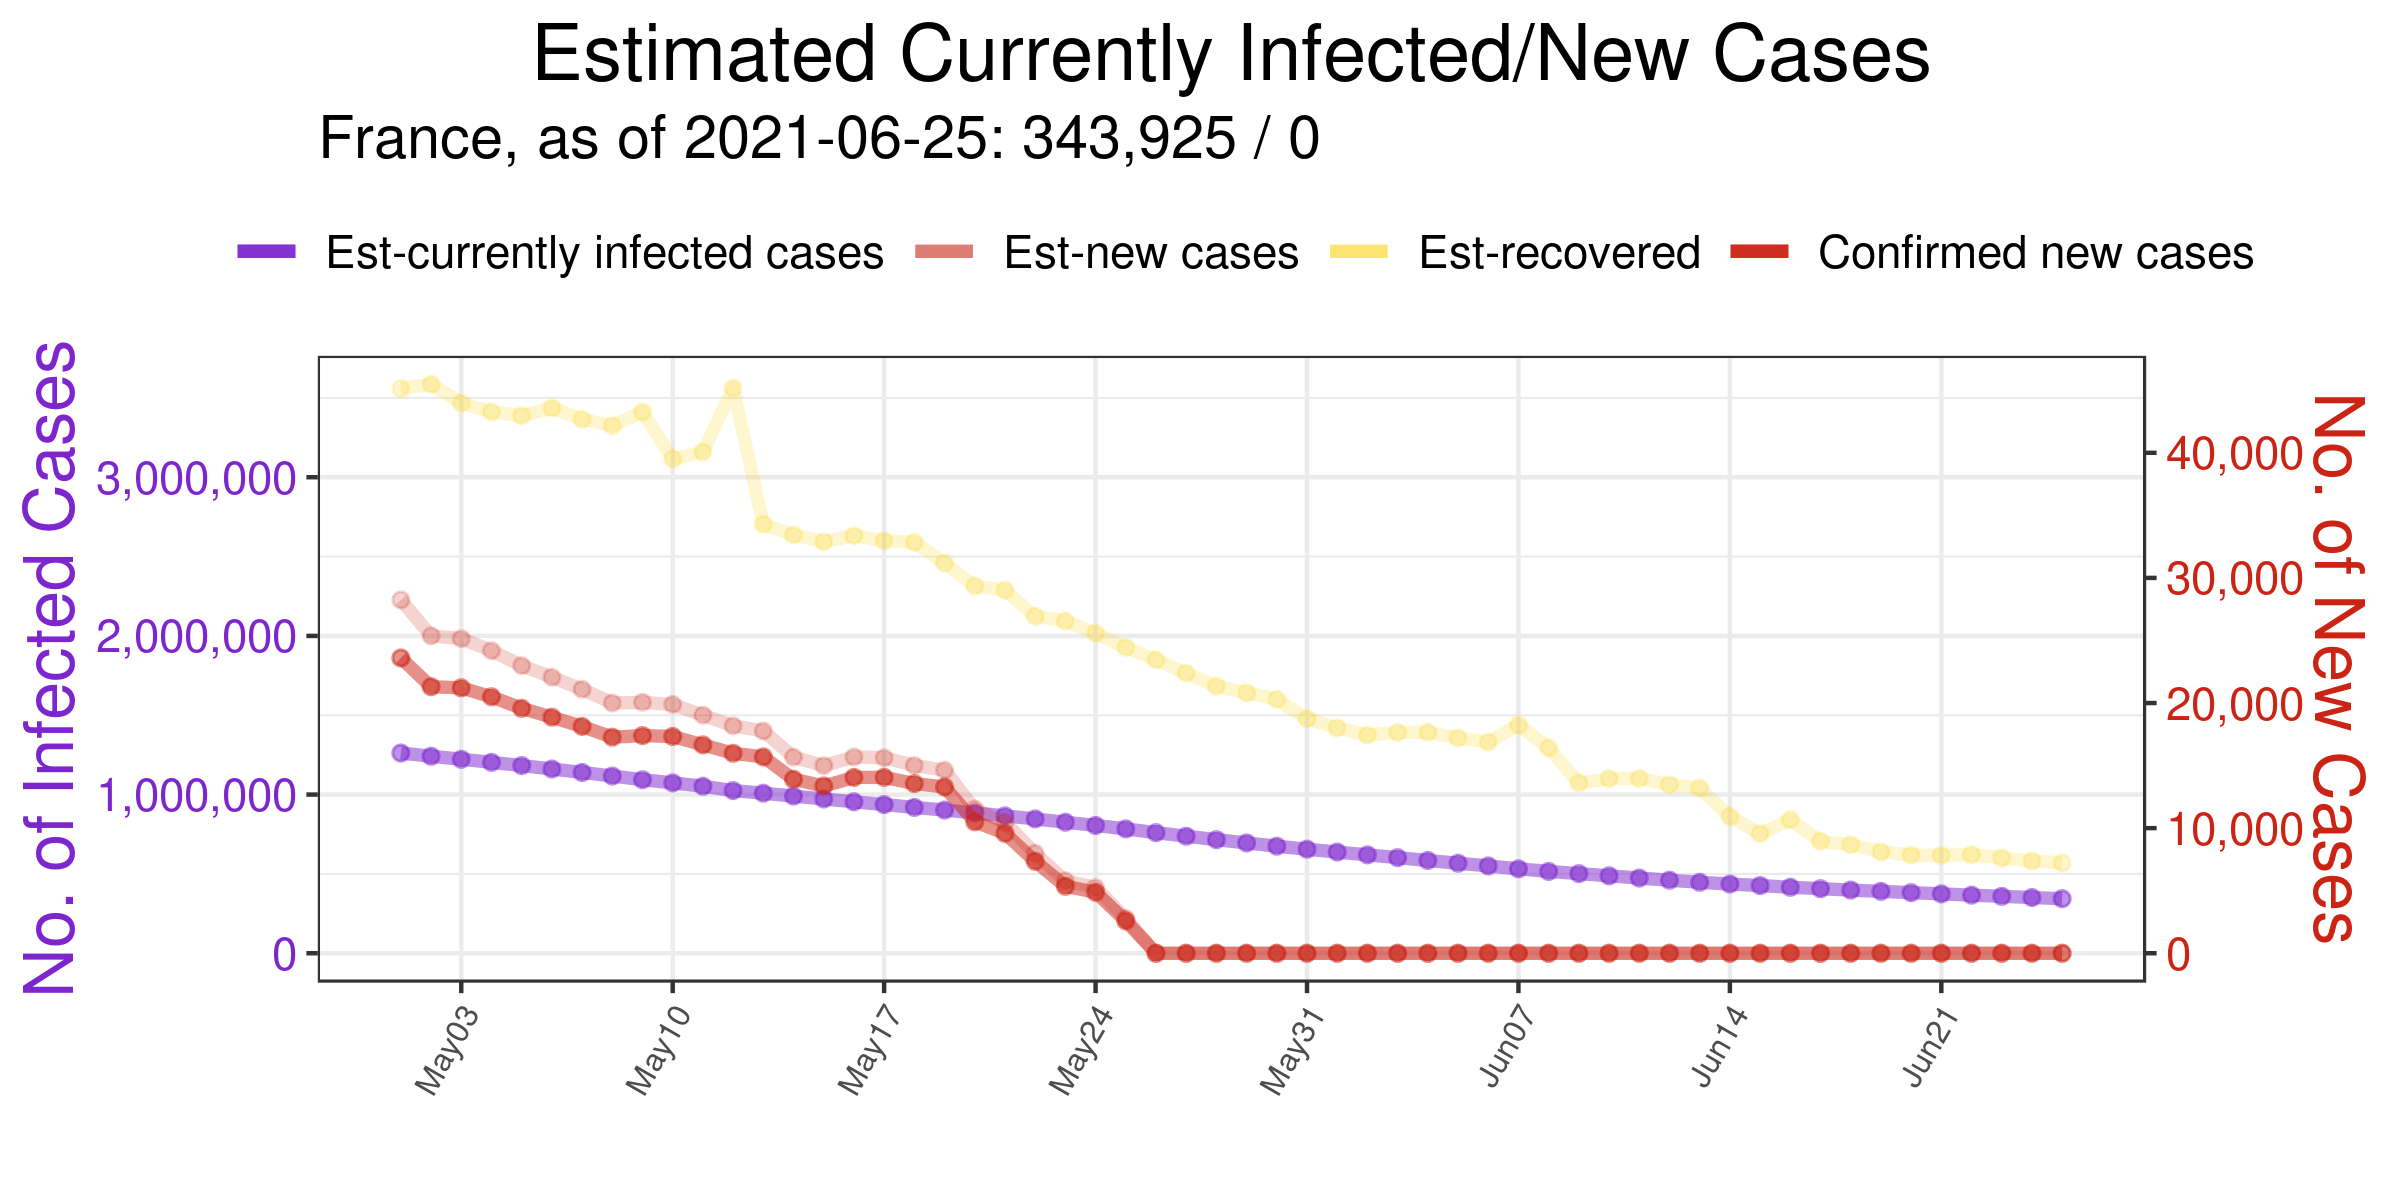 Estimated Currently Infected/New Cases
France, as of 2021-06-25: 343,925 / 0
Est-currently infected cases Est-new cases Est-recovered Confirmed new cases
No. of Infected Cases
3,000,000
2,000,000
1,000,000
0
40,000
30,000
20,000
10,000
0
No. of New Cases
May03 May10 May17 May24 May31 Jun07 Jun14 Jun21